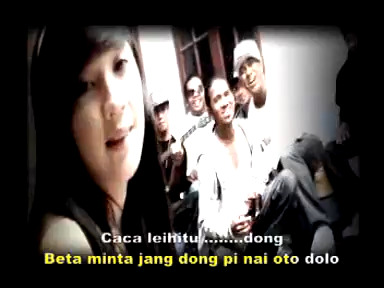 Caca leihitu ........dong
Beta minta jang dong pi nai oto dolo